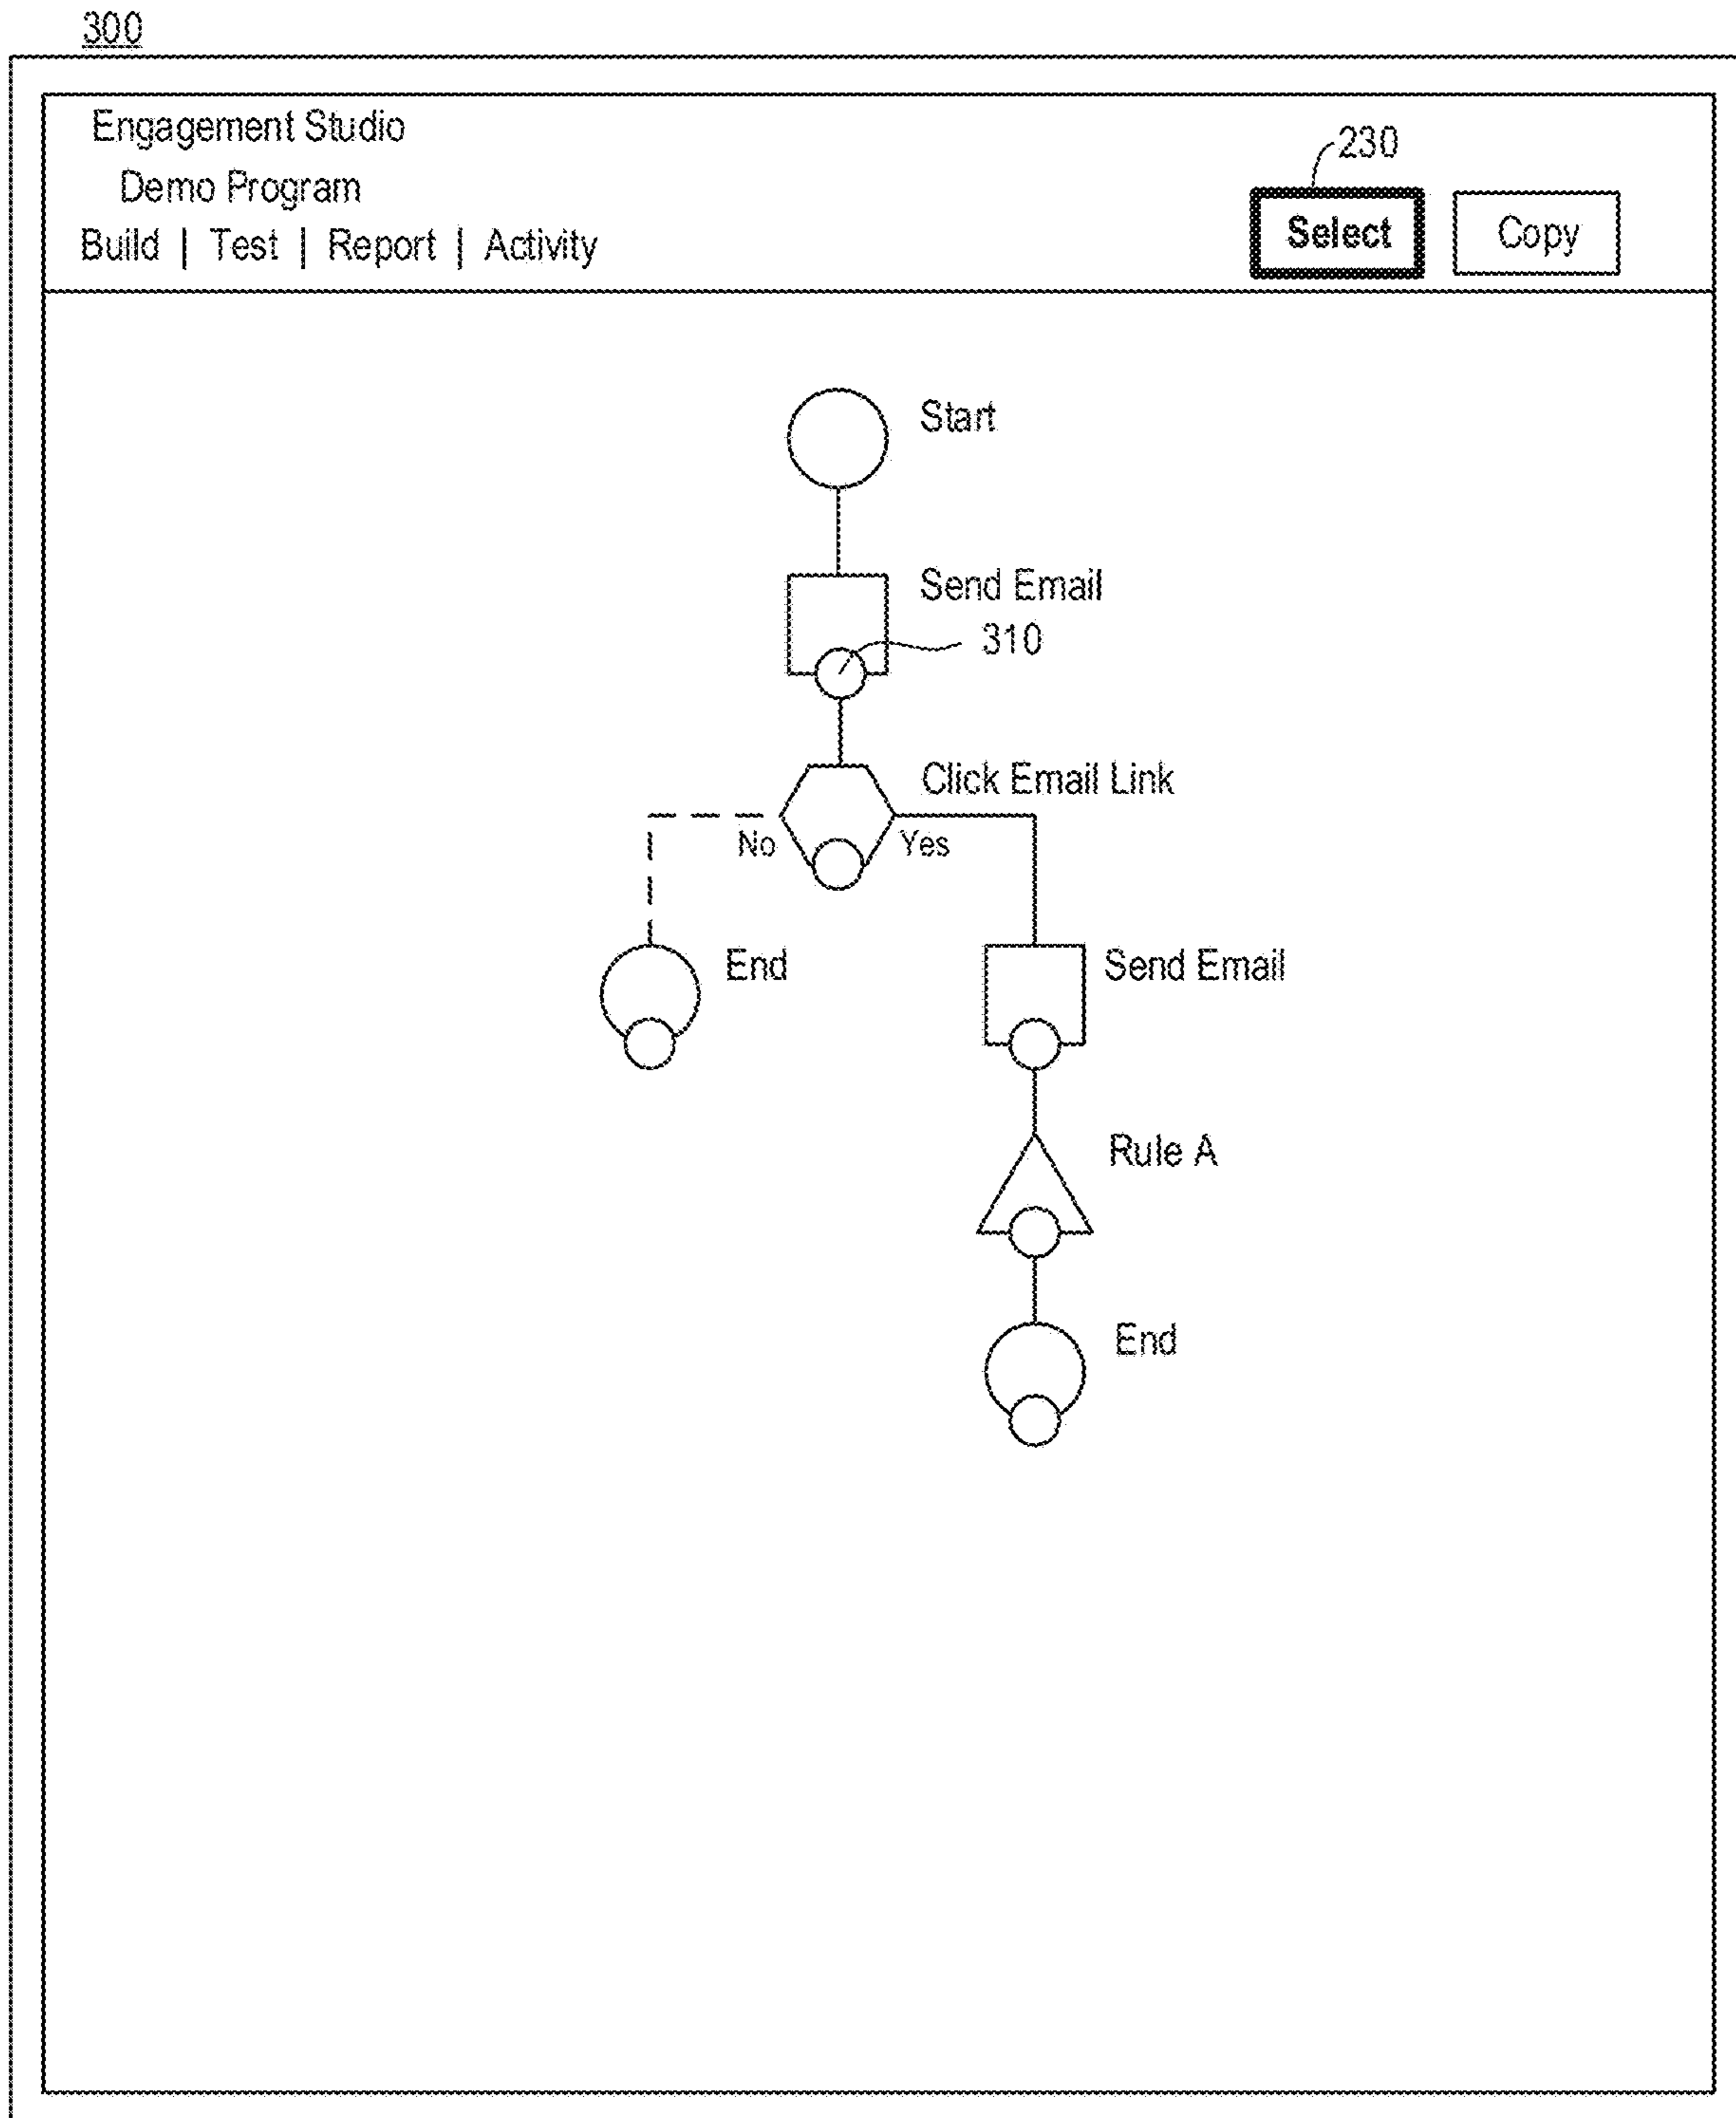 300
Engagement Studio
Demo Program
230
Build | Test | Report | Activity
Select
Copy
Start
Send Email
310
Click Email Link
No
Yes
End
Send Email
Rule A
End